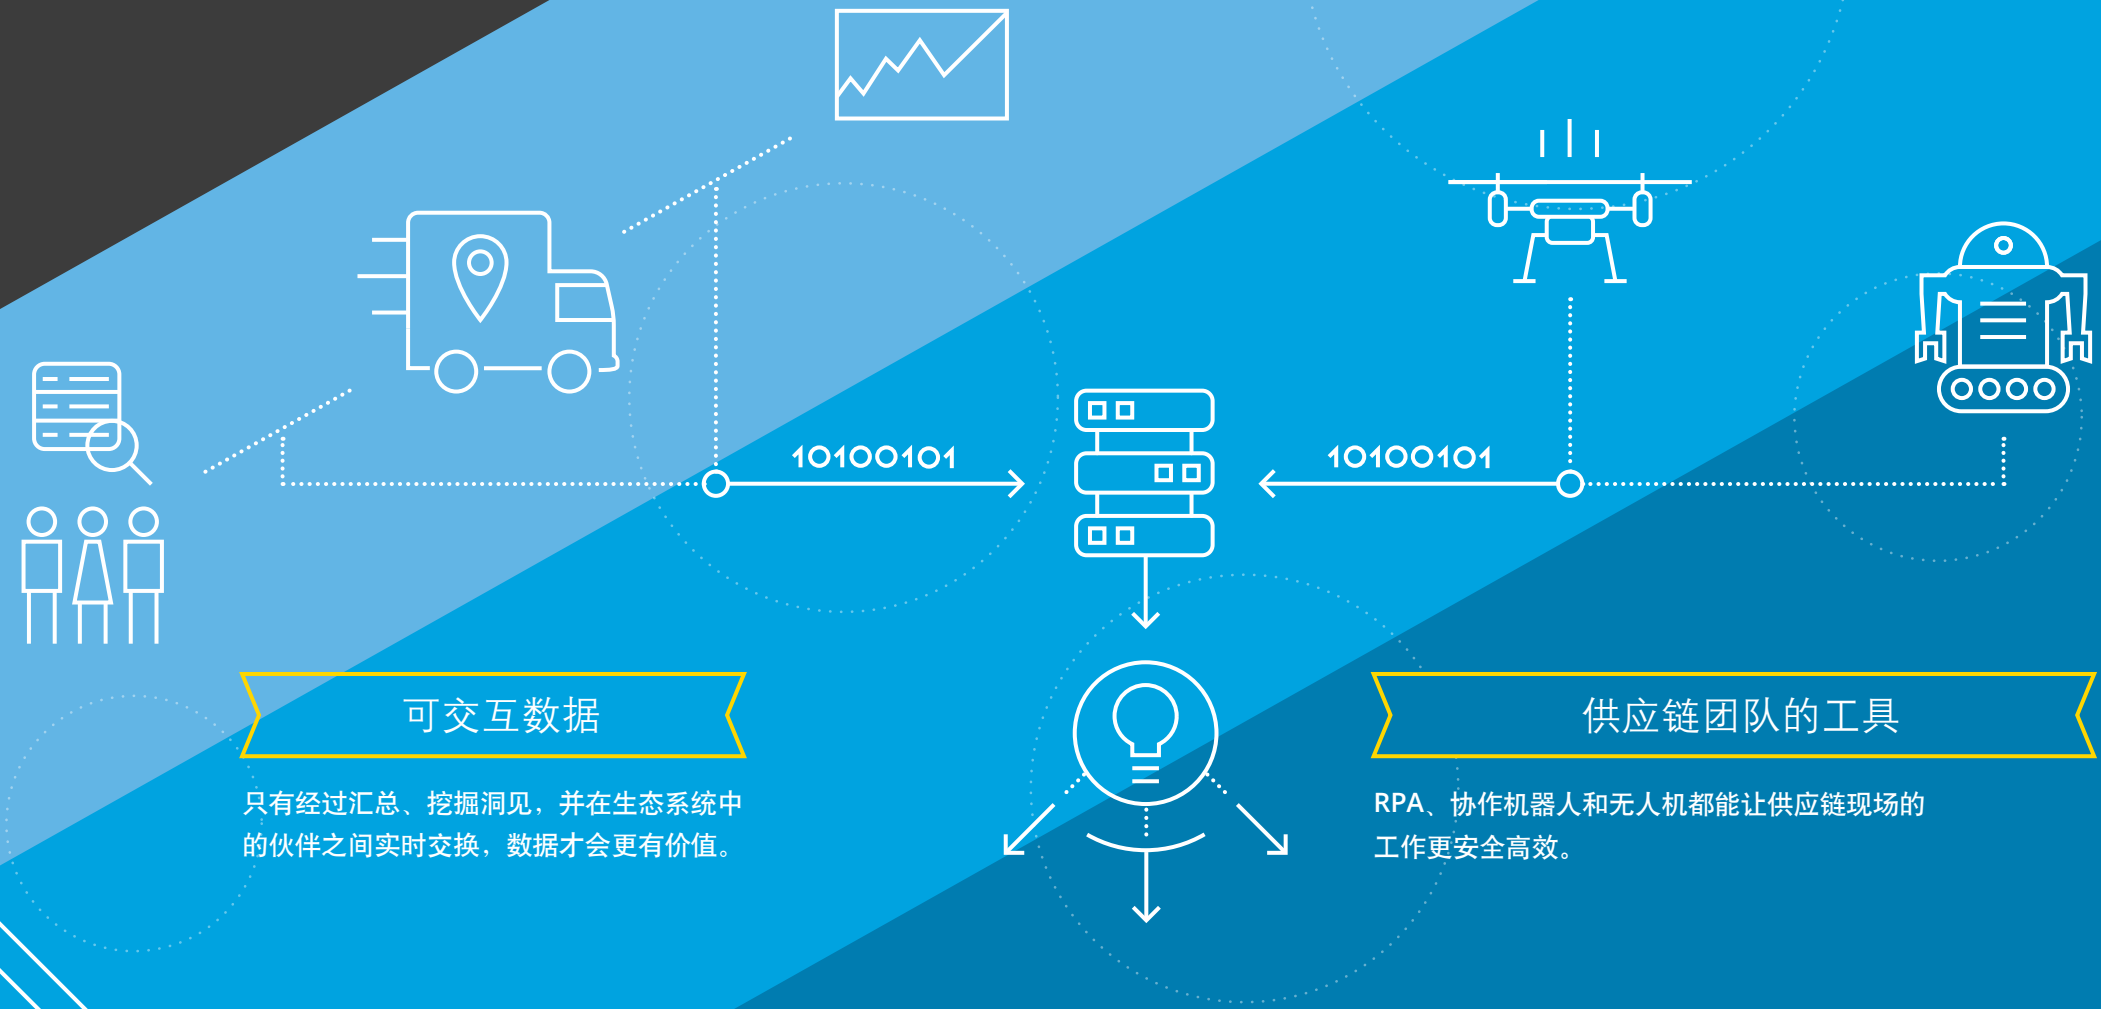 10100101
10100101
可交互数据
只有经过汇总、挖掘洞见，并在生态系统中
的伙伴之间实时交换，数据才会更有价值。
供应链团队的工具
RPA、协作机器人和无人机都能让供应链现场的
工作更安全高效。